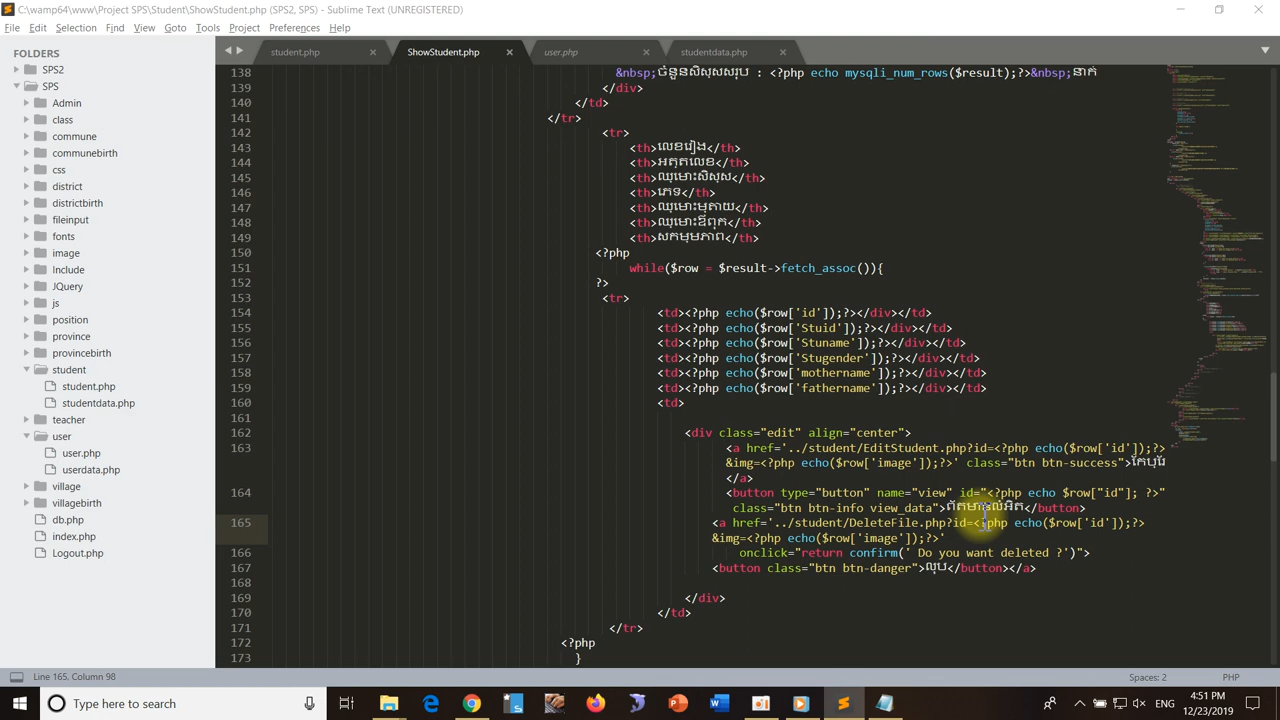 C:\wamp64\www\Project SPS\Student\ShowStudent.php (SPS2, SPS) - Sublime Text (UNREGISTERED)
File Edit Selection Find View Goto Tools Project Preferences Help
FOLDERS
SPS2
SPS
Admin
class
commune
communebirth
css
district
districtbirth
fileinput
fonts
image
Include
JQuery
js
position
province
provincebirth
student
student.php
studentdata.php
teacher
user
user.php
userdata.php
village
villagebirth
db.php
index.php
Logout.php
student.php ShowStudent.php user.php studentdata.php
138 &nbsp;ចំនួនសិស្សសរុប : <?php echo mysqli_num_rows($result);?>&nbsp;នាក់
139 </div>
140 </td>
141 </tr>
142 <tr>
143 <th>លេខរៀង</th>
144 <th>អត្តលេខ</th>
145 <th>ឈ្មោះសិស្ស</th>
146 <th>ភេទ</th>
147 <th>ឈ្មោះម្តាយ</th>
148 <th>ឈ្មោះឪពុក</th>
149 <th>សកម្មភាព</th>
150 <?php
151 while($row = $result->fetch_assoc()){
152 ?>
153 <tr>
154 <td><?php echo($row['id']);?></div></td>
155 <td><?php echo($row['Stuid']);?></div></td>
156 <td><?php echo($row['Stuname']);?></div></td>
157 <td><?php echo($row['Stugender']);?></div></td>
158 <td><?php echo($row['mothername']);?></div></td>
159 <td><?php echo($row['fathername']);?></div></td>
160 <td>
161
162 <div class="edit" align="center">
163 <a href='../student/EditStudent.php?id=<?php echo($row['id']);?>
&img=<?php echo($row['image']);?>' class="btn btn-success">កែប្រែ
</a>
164 <button type="button" name="view" id="<?php echo $row["id"]; ?>"
class="btn btn-info view_data">ព័ត៌មានលំអិត</button>
165 <a href='../student/DeleteFile.php?id=<?php echo($row['id']);?>
&img=<?php echo($row['image']);?>'
166 onclick="return confirm(' Do you want deleted ?')">
167 <button class="btn btn-danger">លុប</button></a>
168
169 </div>
170 </td>
171 </tr>
172 <?php
173 }
Line 165, Column 98 Spaces: 2 PHP
Type here to search
ENG
4:51 PM
12/23/2019